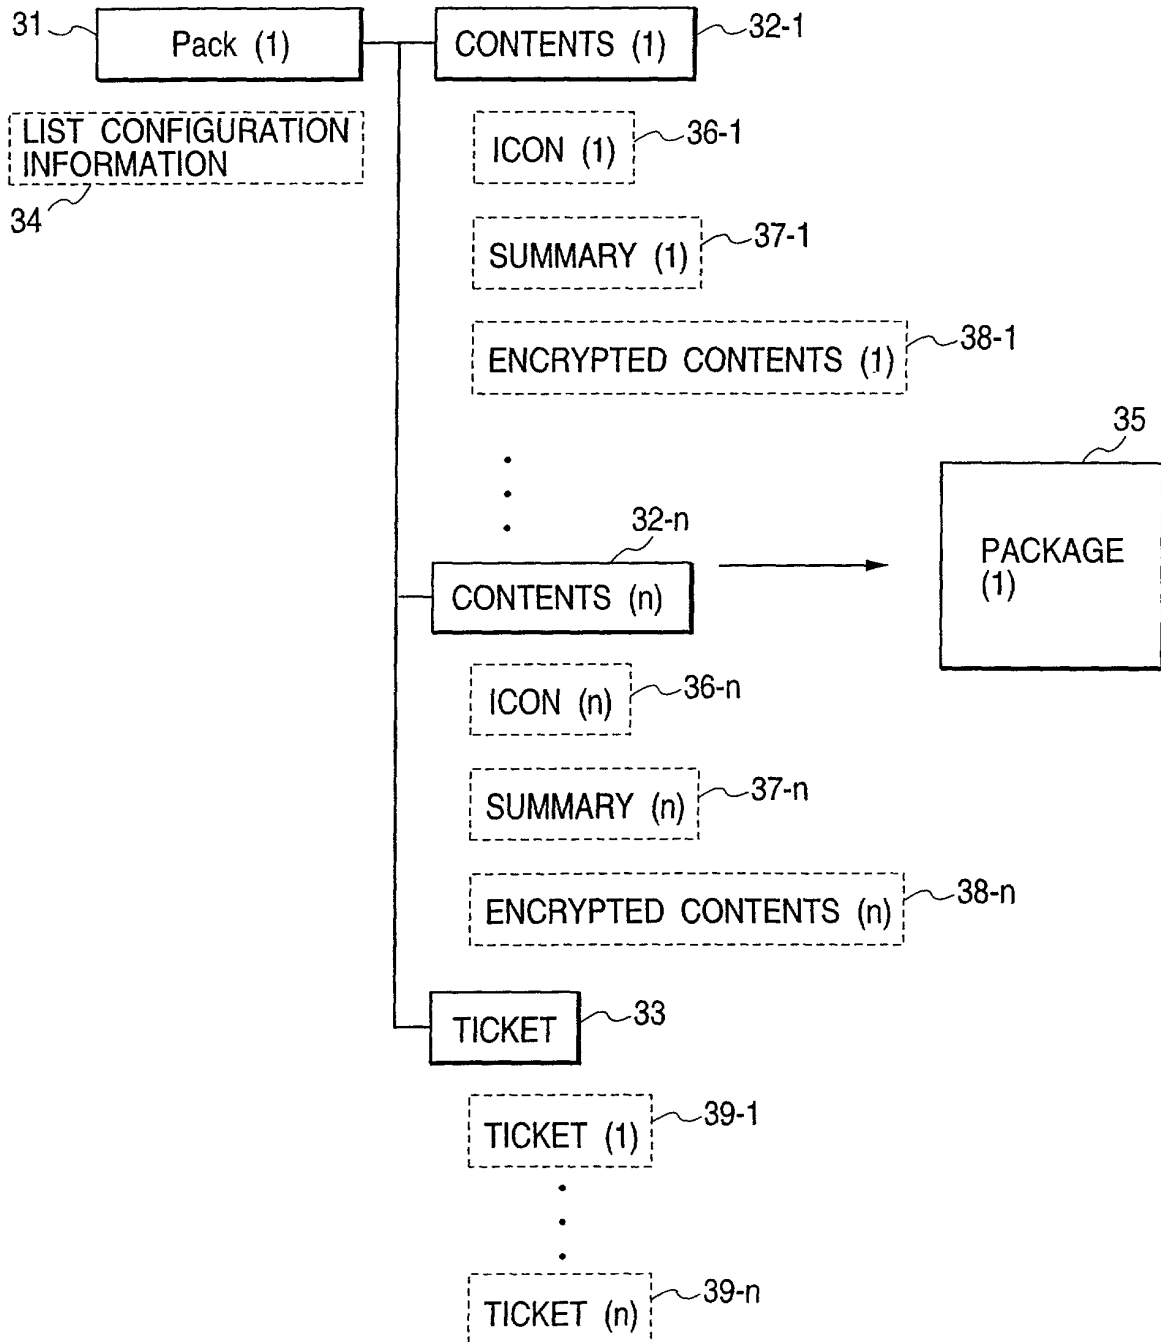 31
Pack (1)
CONTENTS (1)
32-1
LIST CONFIGURATION
INFORMATION
34
ICON (1)
36-1
SUMMARY (1)
37-1
ENCRYPTED CONTENTS (1)
38-1
35
PACKAGE
(1)
32-n
CONTENTS (n)
ICON (n)
36-n
SUMMARY (n)
37-n
ENCRYPTED CONTENTS (n)
38-n
TICKET
33
TICKET (1)
39-1
TICKET (n)
39-n